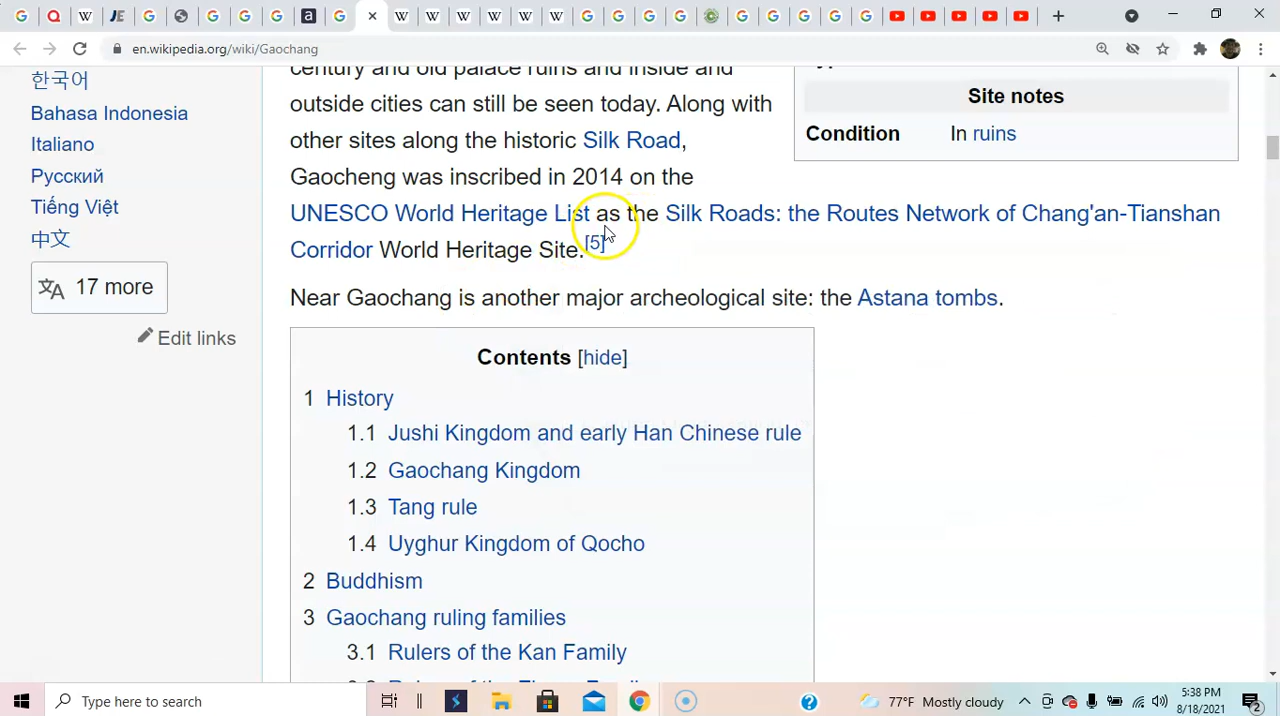 en.wikipedia.org/wiki/Gaochang
한국어
Bahasa Indonesia
Italiano
Русский
Tiếng Việt
中文
17 more
Edit links
century and old palace ruins and inside and
outside cities can still be seen today. Along with
other sites along the historic Silk Road,
Gaocheng was inscribed in 2014 on the
UNESCO World Heritage List as the Silk Roads: the Routes Network of Chang'an-Tianshan
Corridor World Heritage Site.[5]
Near Gaochang is another major archeological site: the Astana tombs.
Site notes
Condition In ruins
Contents [hide]
1 History
1.1 Jushi Kingdom and early Han Chinese rule
1.2 Gaochang Kingdom
1.3 Tang rule
1.4 Uyghur Kingdom of Qocho
2 Buddhism
3 Gaochang ruling families
3.1 Rulers of the Kan Family
Type here to search
77°F Mostly cloudy
5:38 PM
8/18/2021
2